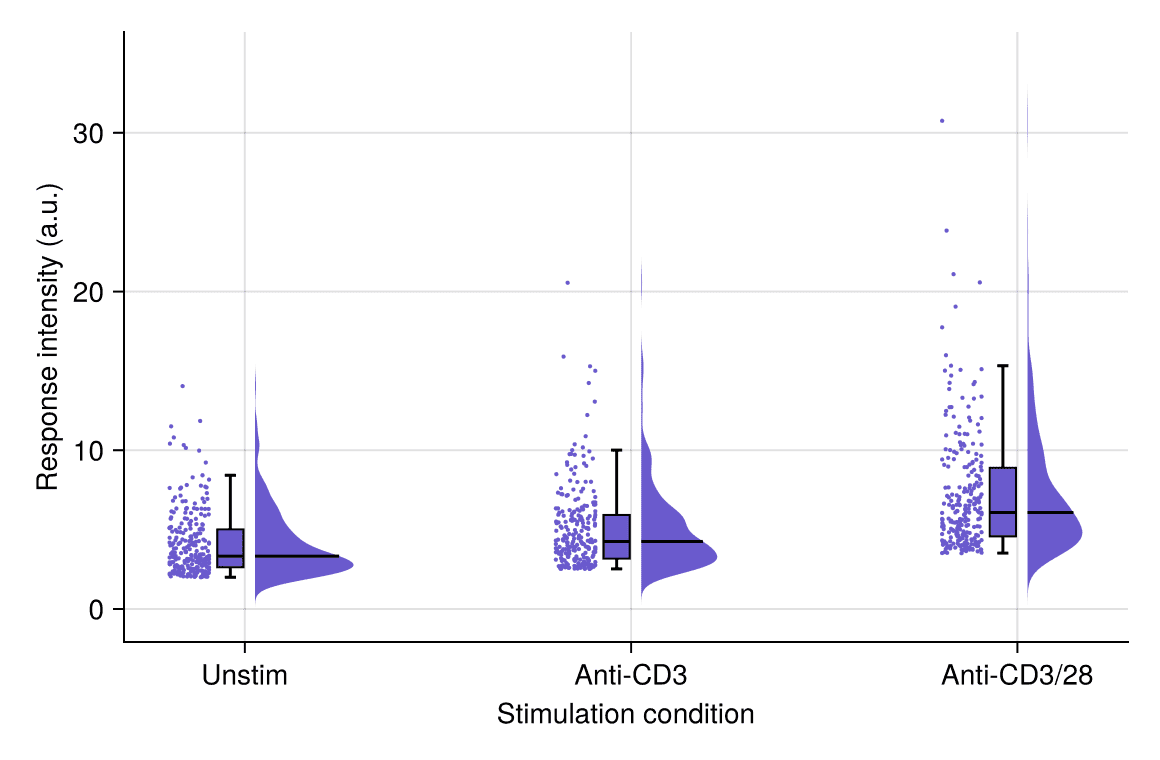 Response intensity (a.u.)
30
20
10
0
Unstim Anti-CD3 Anti-CD3/28
Stimulation condition